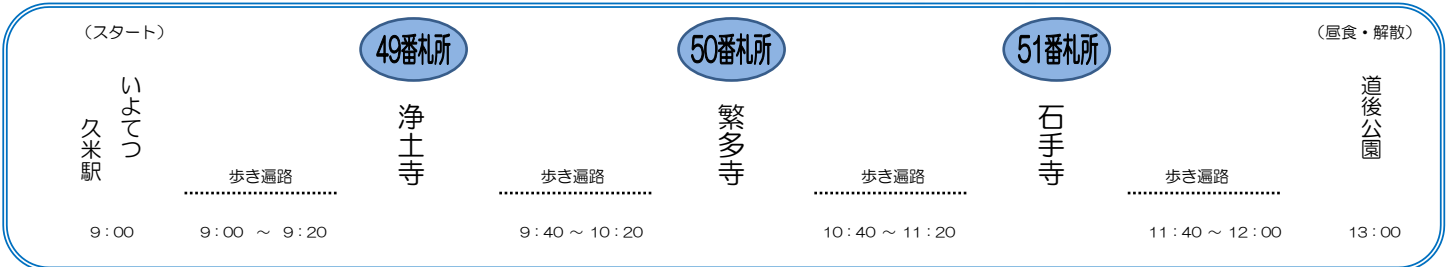 （スタート）
49番札所
50番札所
51番札所
（昼食・解散）
いよてつ
久米駅
浄土寺
繁多寺
石手寺
道後公園
歩き遍路
歩き遍路
歩き遍路
歩き遍路
9：00
9：00 ～ 9：20
9：40 ～ 10：20
10：40 ～ 11：20
11：40 ～ 12：00
13：00